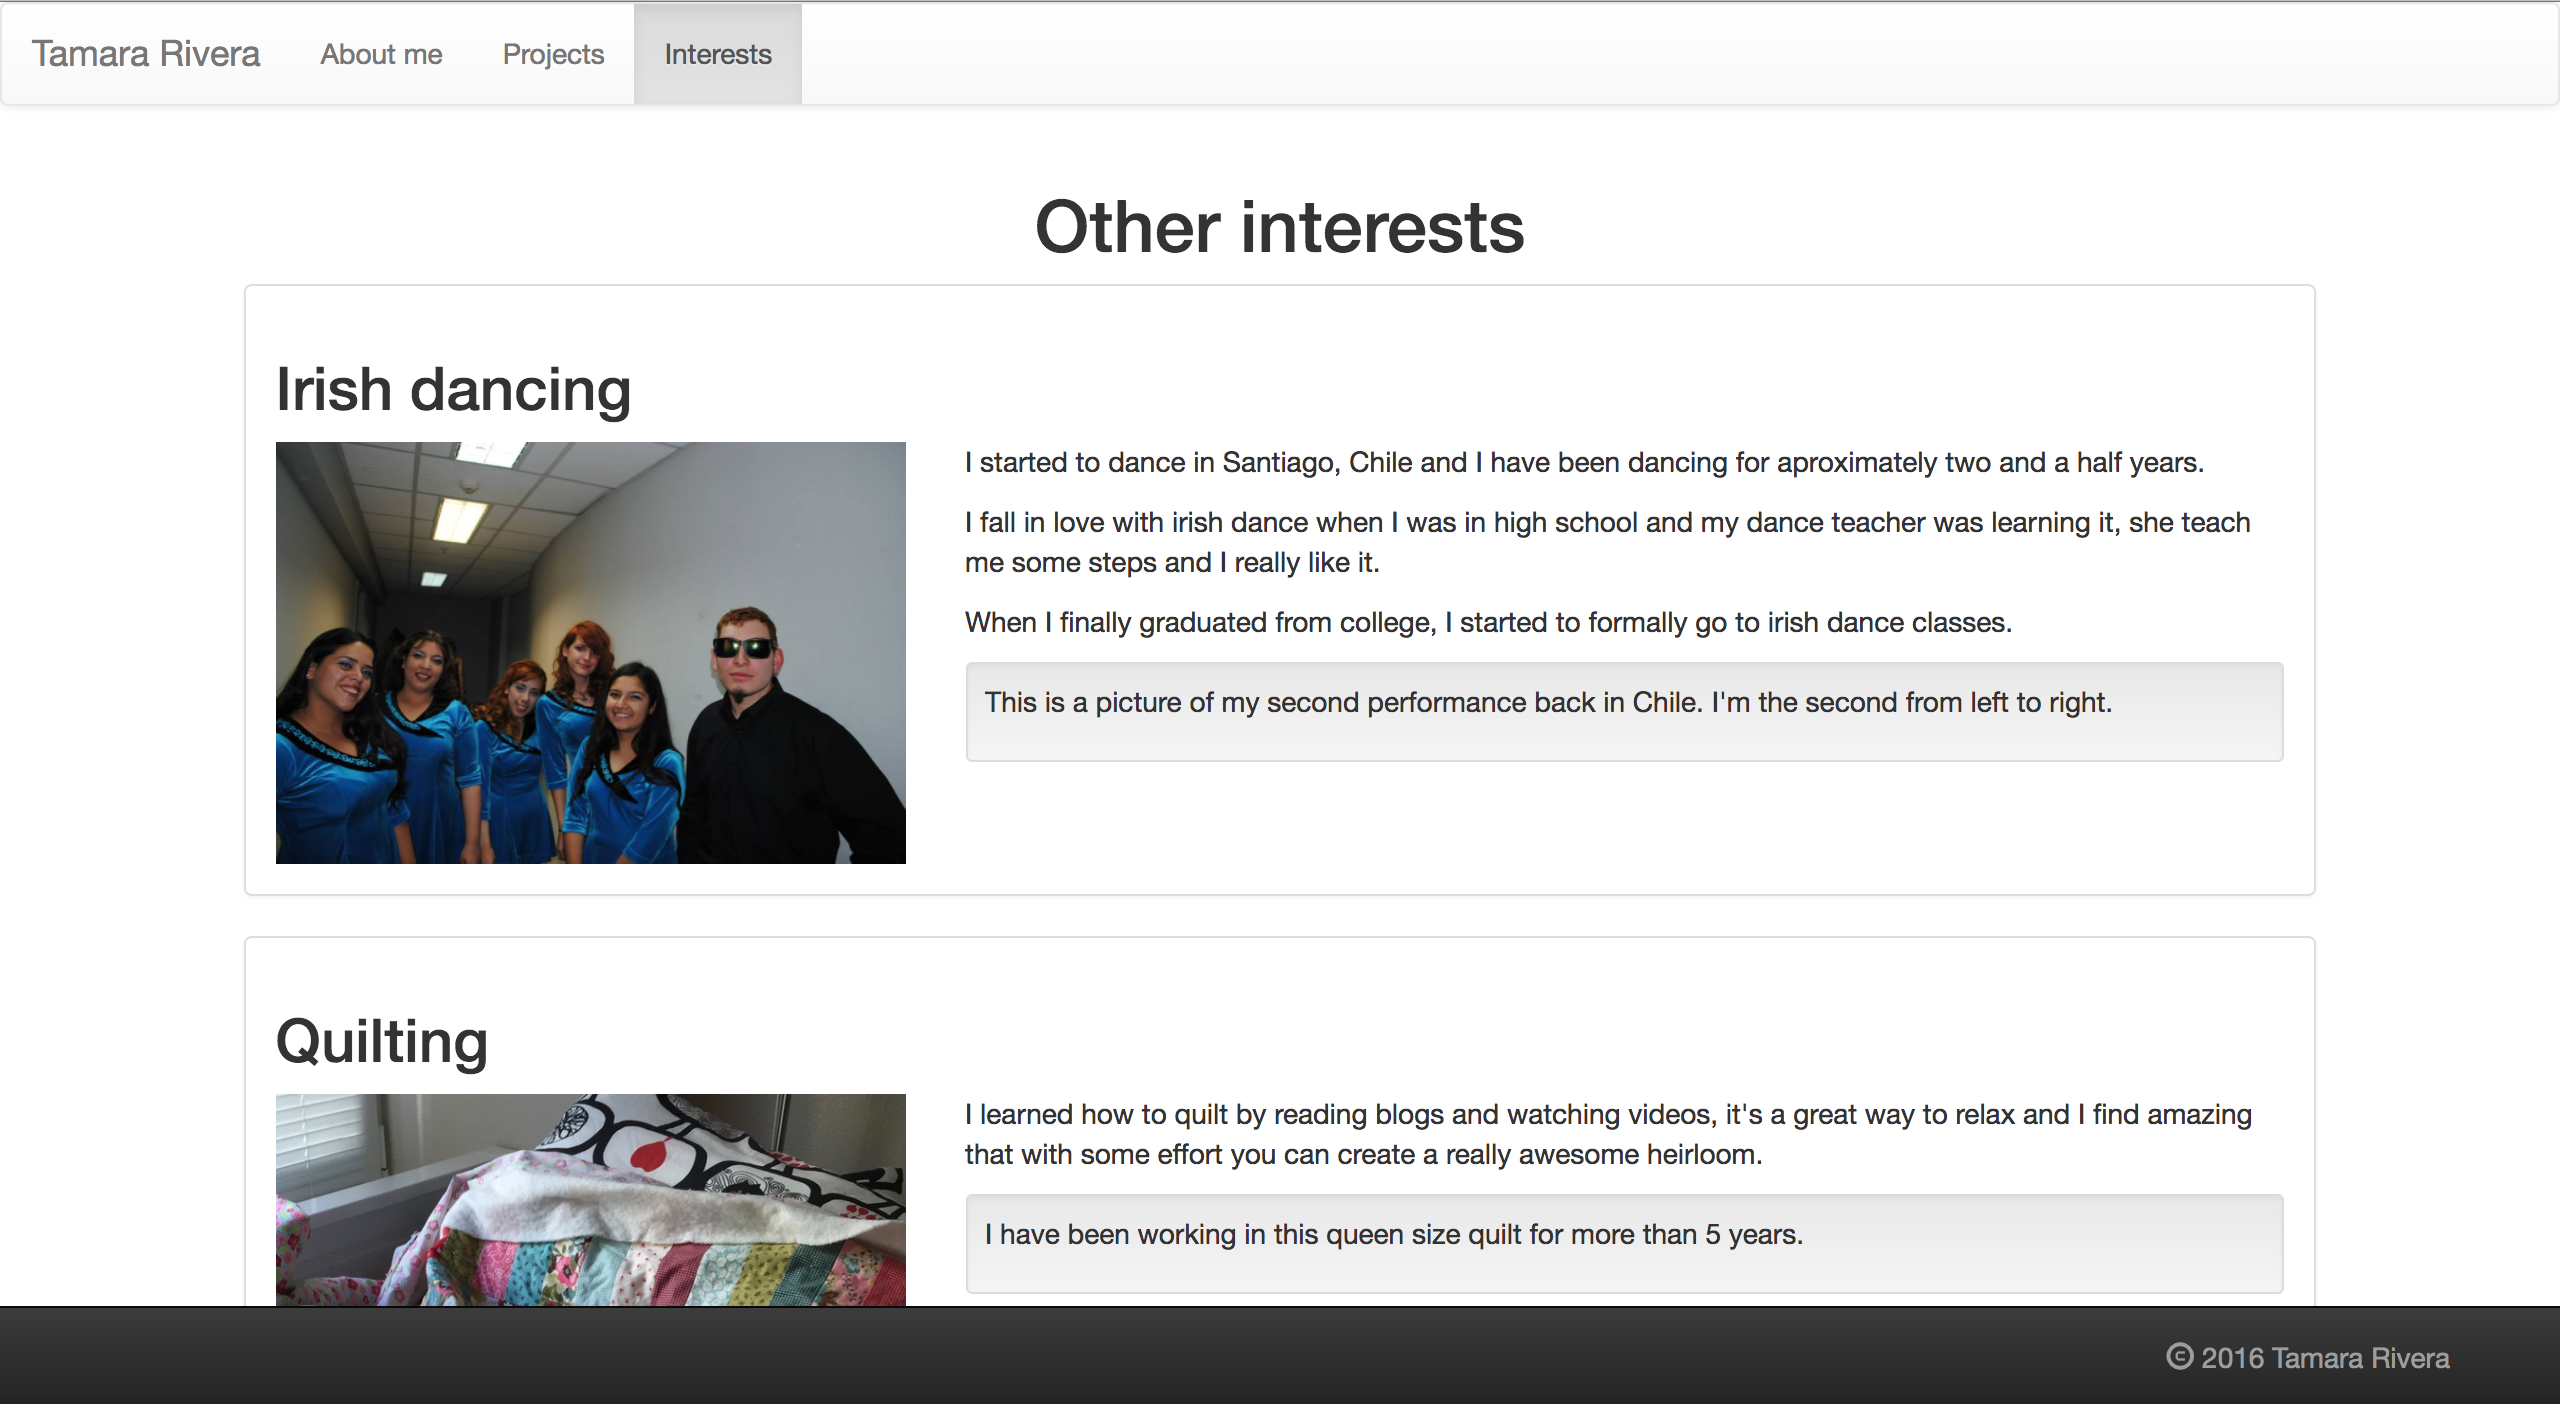 Tamara Rivera About me Projects Interests
Other interests
Irish dancing
I started to dance in Santiago, Chile and I have been dancing for aproximately two and a half years.
I fall in love with irish dance when I was in high school and my dance teacher was learning it, she teach
me some steps and I really like it.
When I finally graduated from college, I started to formally go to irish dance classes.
This is a picture of my second performance back in Chile. I'm the second from left to right.
Quilting
I learned how to quilt by reading blogs and watching videos, it's a great way to relax and I find amazing
that with some effort you can create a really awesome heirloom.
I have been working in this queen size quilt for more than 5 years.
© 2016 Tamara Rivera